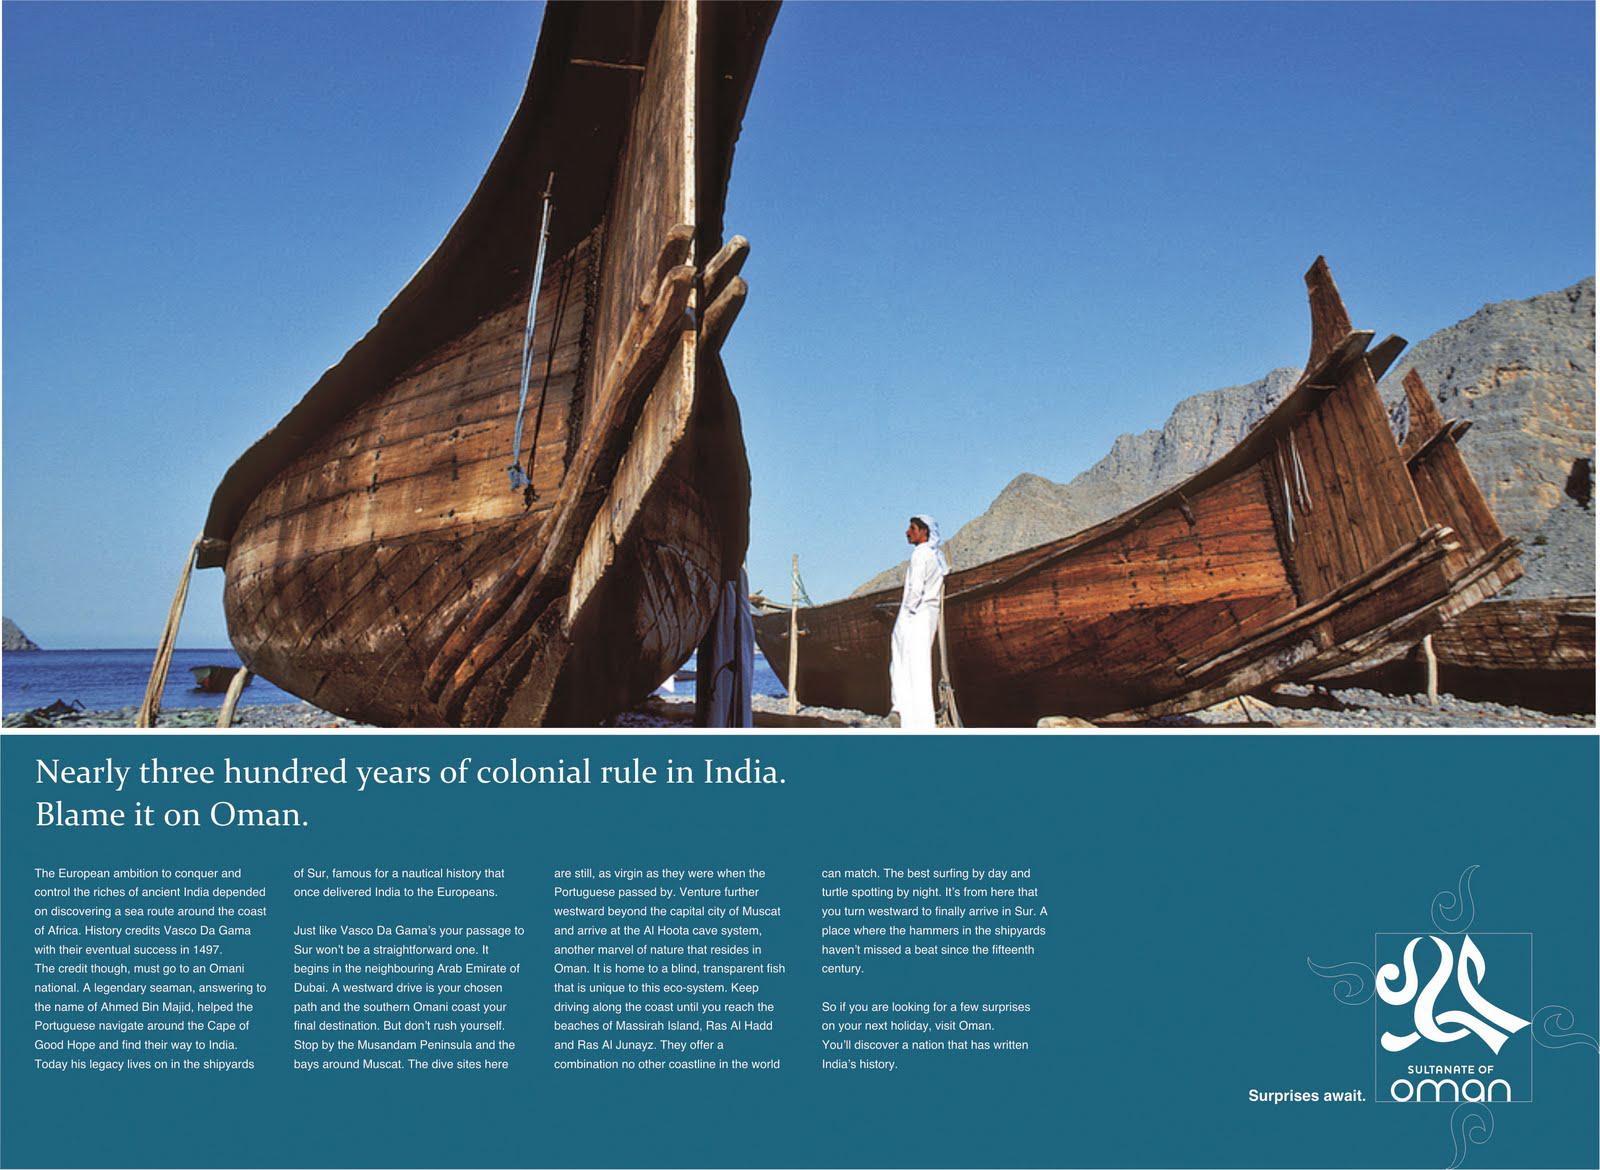 Nearly three hundred years of colonial rule in India.
Blame it on Oman.
The European ambition to conquer and
control the riches of ancient India depended
on discovering a sea route around the coast
of Africa. History credits Vasco Da Gama
with their eventual success in 1497.
The credit though, must go to an Omani
national. A legendary seaman, answering to
the name of Ahmed Bin Majid, helped the
Portuguese navigate around the Cape of
Good Hope and find their way to India.
Today his legacy lives on in the shipyards
of Sur, famous for a nautical history that
once delivered India to the Europeans.
Just like Vasco Da Gama's your passage to
Sur won't be a straightforward one. It
begins in the neighbouring Arab Emirate of
Dubai. A westward drive is your chosen
path and the southern Omani coast your
final destination. But don't rush yourself.
Stop by the Musandam Peninsula and the
bays around Muscat. The dive sites here
are still, as virgin as they were when the
Portuguese passed by. Venture further
westward beyond the capital city of Muscat
and arrive at the Al Hoota cave system,
another marvel of nature that resides in
Oman. It is home to a blind, transparent fish
that is unique to this eco-system. Keep
driving along the coast until you reach the
beaches of Massirah Island, Ras Al Hadd
and Ras Al Junayz. They offer a
combination no other coastline in the world
can match. The best surfing by day and
turtle spotting by night. It's from here that
you turn westward to finally arrive in Sur. A
place where the hammers in the shipyards
haven't missed a beat since the fifteenth
century.
So if you are looking for a few surprises
on your next holiday, visit Oman.
You'll discover a nation that has written
India's history.
Surprises await.
SULTANATE OF
oman